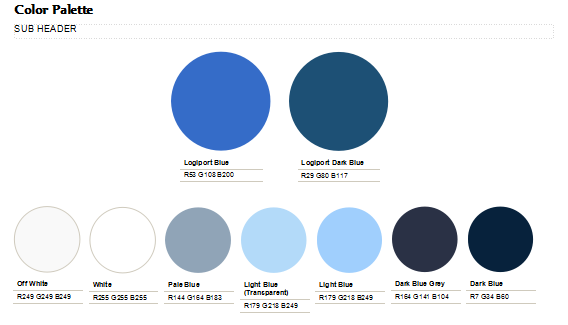 Color Palette
SUB HEADER
Logiport Blue
R53 G108 B200
Logiport Dark Blue
R29 G80 B117
Off White
R249 G249 B249
White
R255 G255 B255
Pale Blue
R144 G164 B183
Light Blue
(Transparent)
R179 G218 B249
Light Blue
R179 G218 B249
Dark Blue Grey
R164 G141 B104
Dark Blue
R7 G34 B60